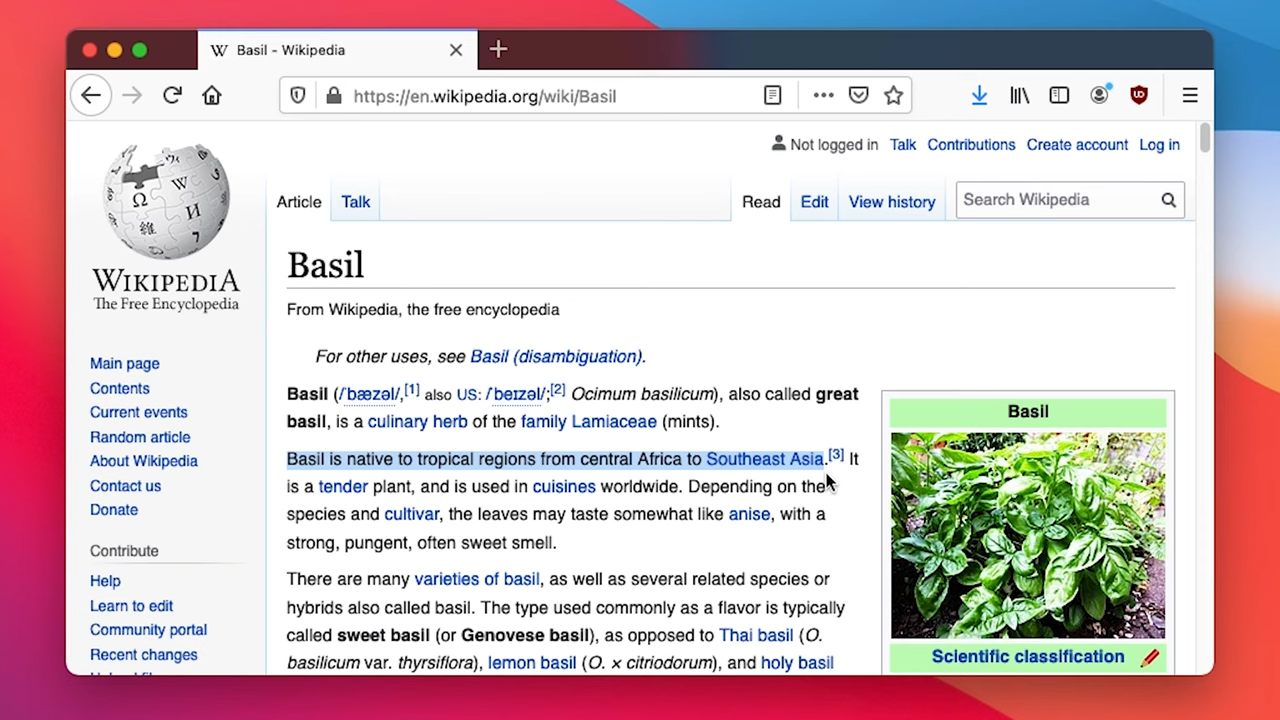 Basil - Wikipedia
https://en.wikipedia.org/wiki/Basil
Not logged in Talk Contributions Create account Log in
Article Talk Read Edit View history Search Wikipedia
WIKIPEDIA
The Free Encyclopedia
Main page
Contents
Current events
Random article
About Wikipedia
Contact us
Donate
Contribute
Help
Learn to edit
Community portal
Recent changes
Basil
From Wikipedia, the free encyclopedia
For other uses, see Basil (disambiguation).
Basil (/ˈbæzəl/,[1] also US: /ˈbeɪzəl/;[2] Ocimum basilicum), also called great
basil, is a culinary herb of the family Lamiaceae (mints).
Basil is native to tropical regions from central Africa to Southeast Asia.[3] It
is a tender plant, and is used in cuisines worldwide. Depending on the
species and cultivar, the leaves may taste somewhat like anise, with a
strong, pungent, often sweet smell.
There are many varieties of basil, as well as several related species or
hybrids also called basil. The type used commonly as a flavor is typically
called sweet basil (or Genovese basil), as opposed to Thai basil (O.
basilicum var. thyrsiflora), lemon basil (O. × citriodorum), and holy basil
Basil
Scientific classification